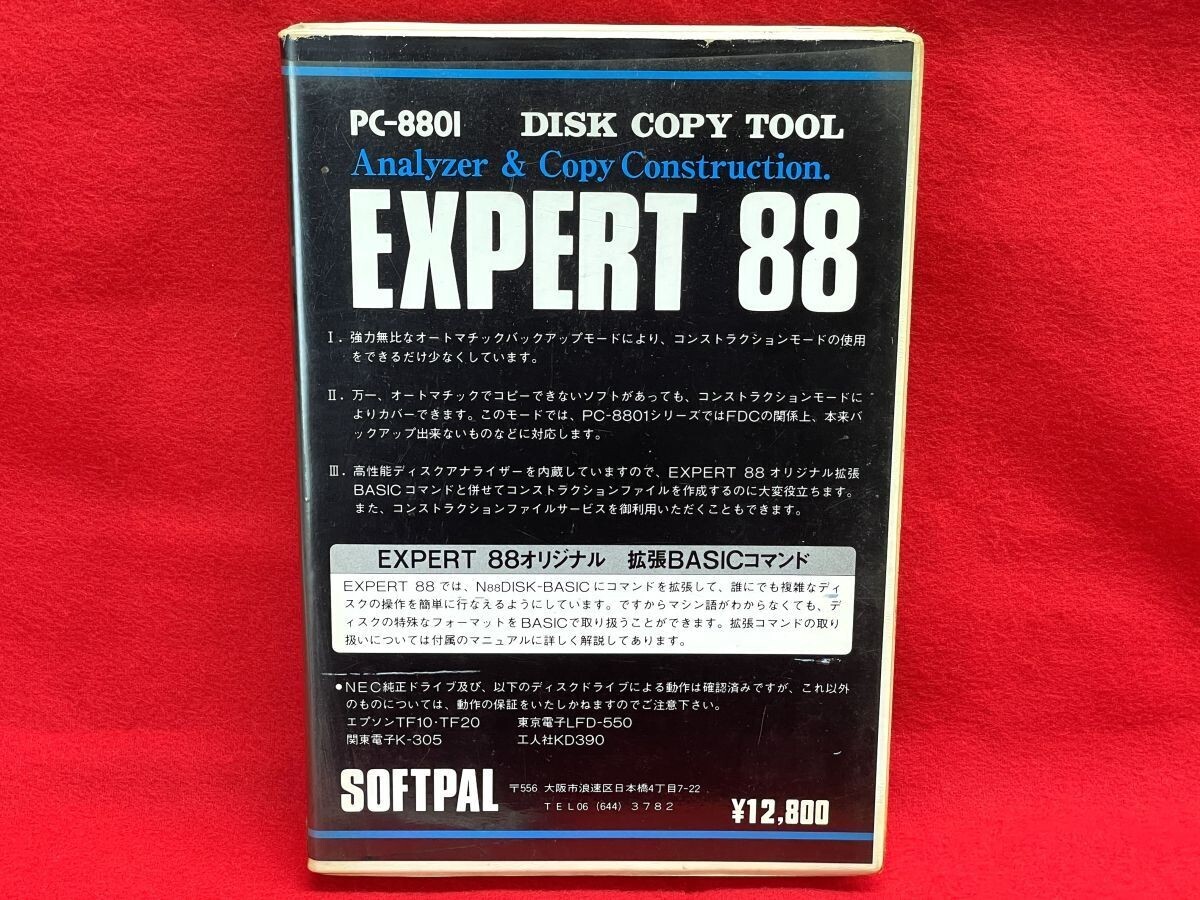 PC-8801 DISK COPY TOOL
Analyzer & Copy Construction.
EXPERT 88
I. 強力無比なオートマチックバックアップモードにより、コンストラクションモードの使用
をできるだけ少なくしています。
II. 万一、オートマチックでコピーできないソフトがあっても、コンストラクションモードに
よりカバーできます。このモードでは、PC-8801シリーズではFDCの関係上、本来バ
ックアップ出来ないものなどに対応します。
III. 高性能ディスクアナライザーを内蔵していますので、EXPERT 88オリジナル拡張
BASICコマンドと併せてコンストラクションファイルを作成するのに大変役立ちます。
また、コンストラクションファイルサービスを御利用いただくこともできます。
EXPERT 88オリジナル 拡張BASICコマンド
EXPERT 88では、N88DISK-BASICにコマンドを拡張して、誰にでも複雑なディ
スクの操作を簡単に行なえるようにしています。ですからマシン語がわからなくても、デ
ィスクの特殊なフォーマットをBASICで取り扱うことができます。拡張コマンドの取り
扱いについては付属のマニュアルに詳しく解説してあります。
●NEC純正ドライブ及び、以下のディスクドライブによる動作は確認済みですが、これ以外
のものについては、動作の保証をいたしかねますのでご注意下さい。
エプソンTF10・TF20 東京電子LFD-550
関東電子K-305 工人社KD390
SOFTPAL 〒556 大阪市浪速区日本橋4丁目7-22
TEL06 (644) 3782
¥12,800